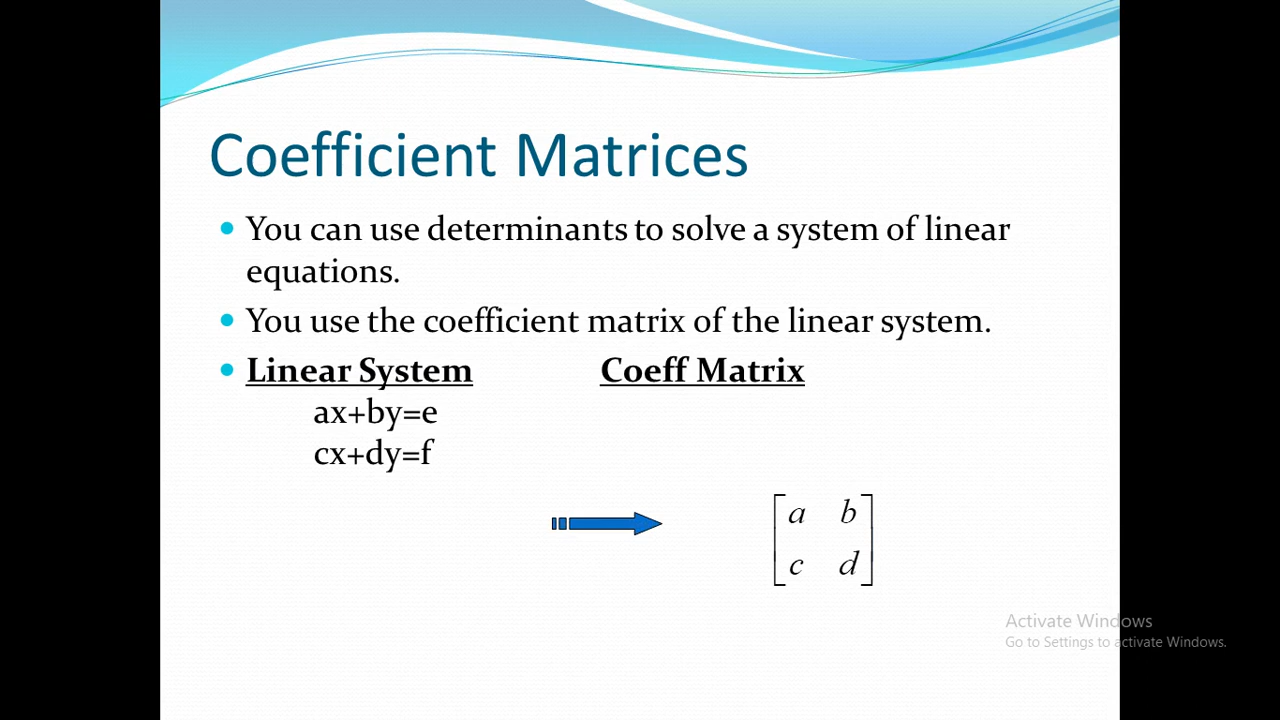 Coefficient Matrices
You can use determinants to solve a system of linear
equations.
You use the coefficient matrix of the linear system.
Linear System Coeff Matrix
ax+by=e
cx+dy=f
a b
c d
Activate Windows
Go to Settings to activate Windows.